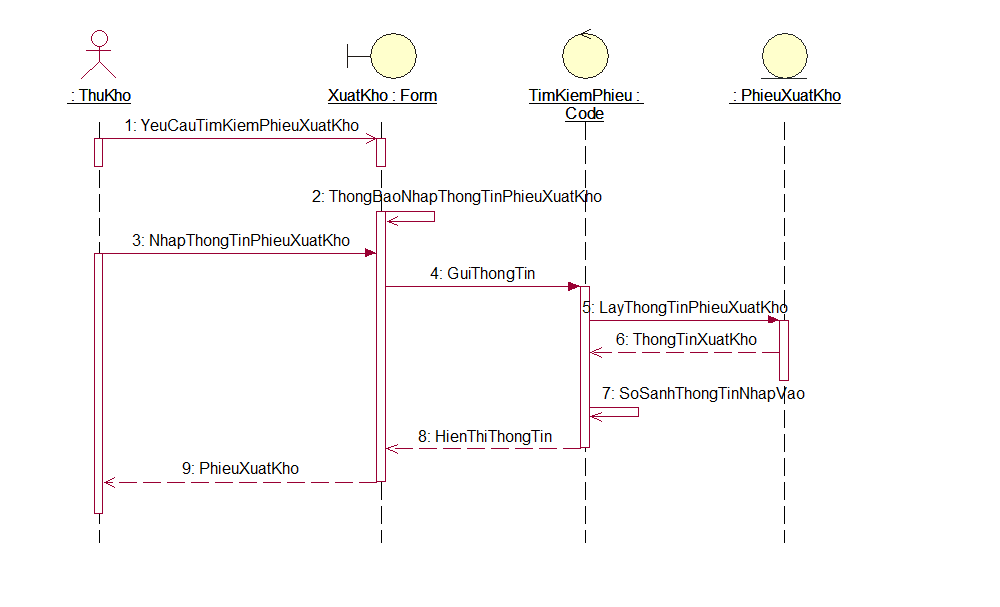 : ThuKho
XuatKho : Form
TimKiemPhieu :
Code
: PhieuXuatKho
1: YeuCauTimKiemPhieuXuatKho
2: ThongBaoNhapThongTinPhieuXuatKho
3: NhapThongTinPhieuXuatKho
4: GuiThongTin
5: LayThongTinPhieuXuatKho
6: ThongTinXuatKho
7: SoSanhThongTinNhapVao
8: HienThiThongTin
9: PhieuXuatKho